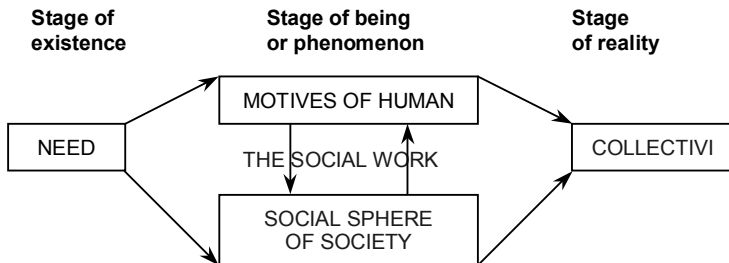 Stage of
existence
Stage of being
or phenomenon
Stage
of reality
MOTIVES OF HUMAN
NEED
THE SOCIAL WORK
COLLECTIVI
SOCIAL SPHERE
OF SOCIETY